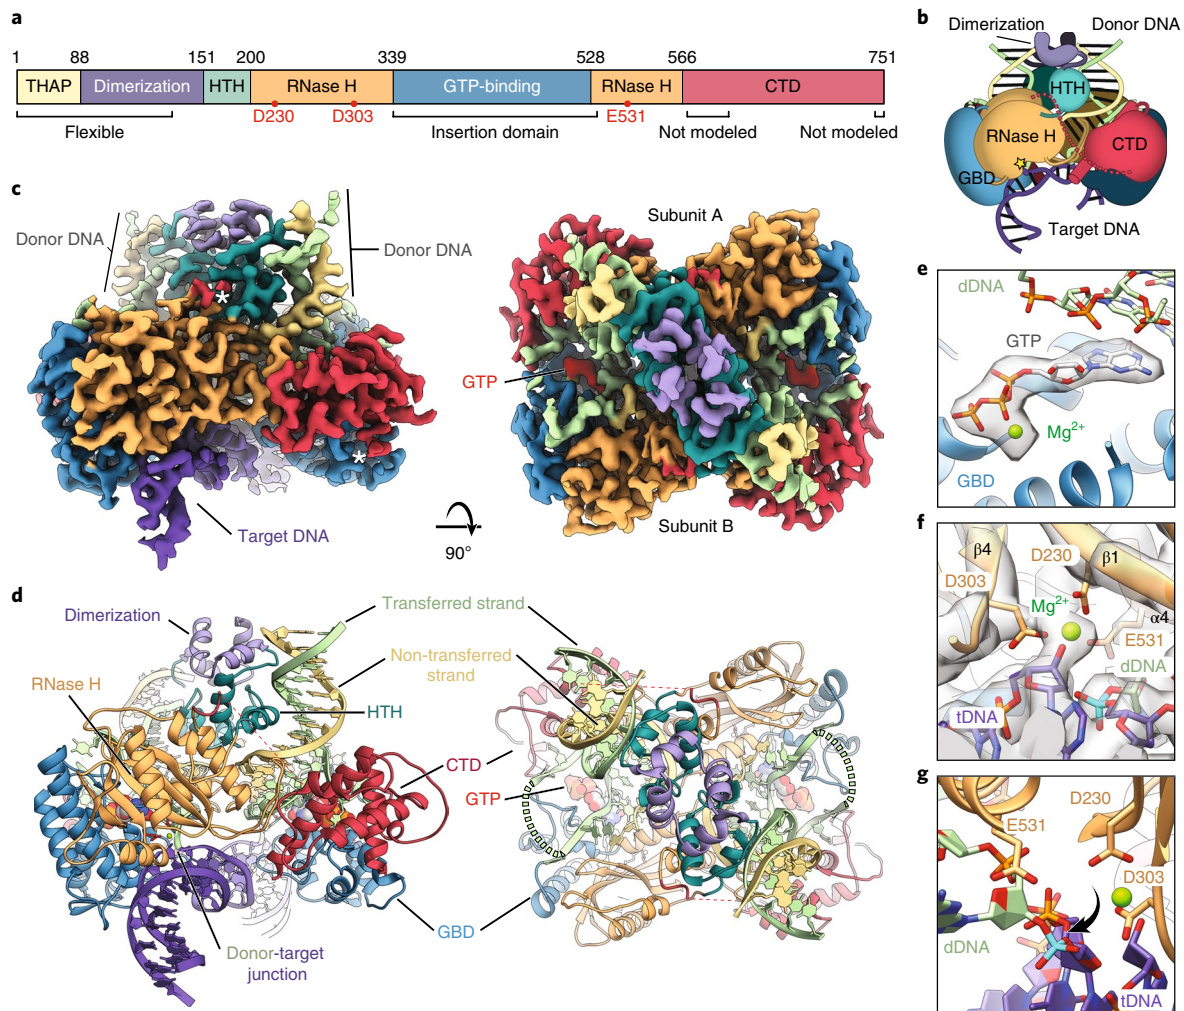 a
1 88 151 200 339 528 566 751
THAP Dimerization HTH RNase H GTP-binding RNase H CTD
D230 D303 E531
Flexible Insertion domain Not modeled Not modeled
b
Dimerization Donor DNA
HTH
RNase H
CTD
GBD
Target DNA
c
Donor DNA
Donor DNA
*
*
Target DNA
90°
Subunit A
GTP
Subunit B
d
Dimerization
RNase H
HTH
Transferred strand
Non-transferred
strand
CTD
GTP
GBD
Donor-target
junction
e
dDNA
GTP
Mg2+
GBD
f
β4
D230
β1
D303
Mg2+
α4
E531
dDNA
tDNA
g
D230
E531
D303
dDNA
tDNA